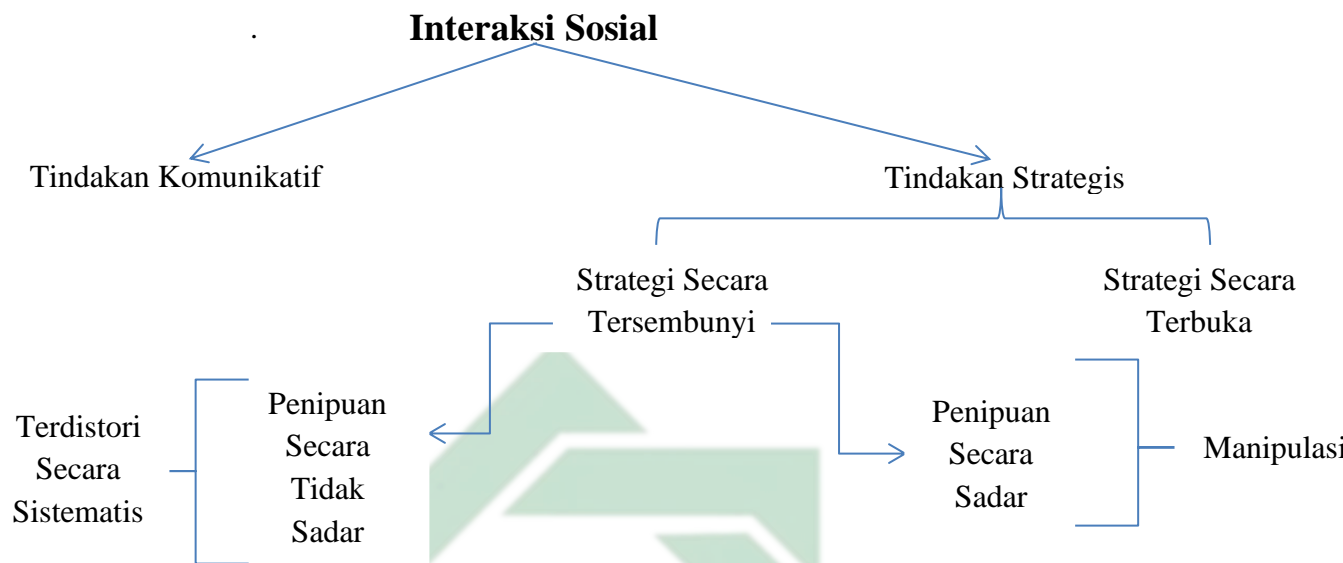 Interaksi Sosial
.
Tindakan Komunikatif
Tindakan Strategis
Strategi Secara
Tersembunyi
Strategi Secara
Terbuka
Terdistori
Secara
Sistematis
Penipuan
Secara
Tidak
Sadar
Penipuan
Secara
Sadar
Manipulasi